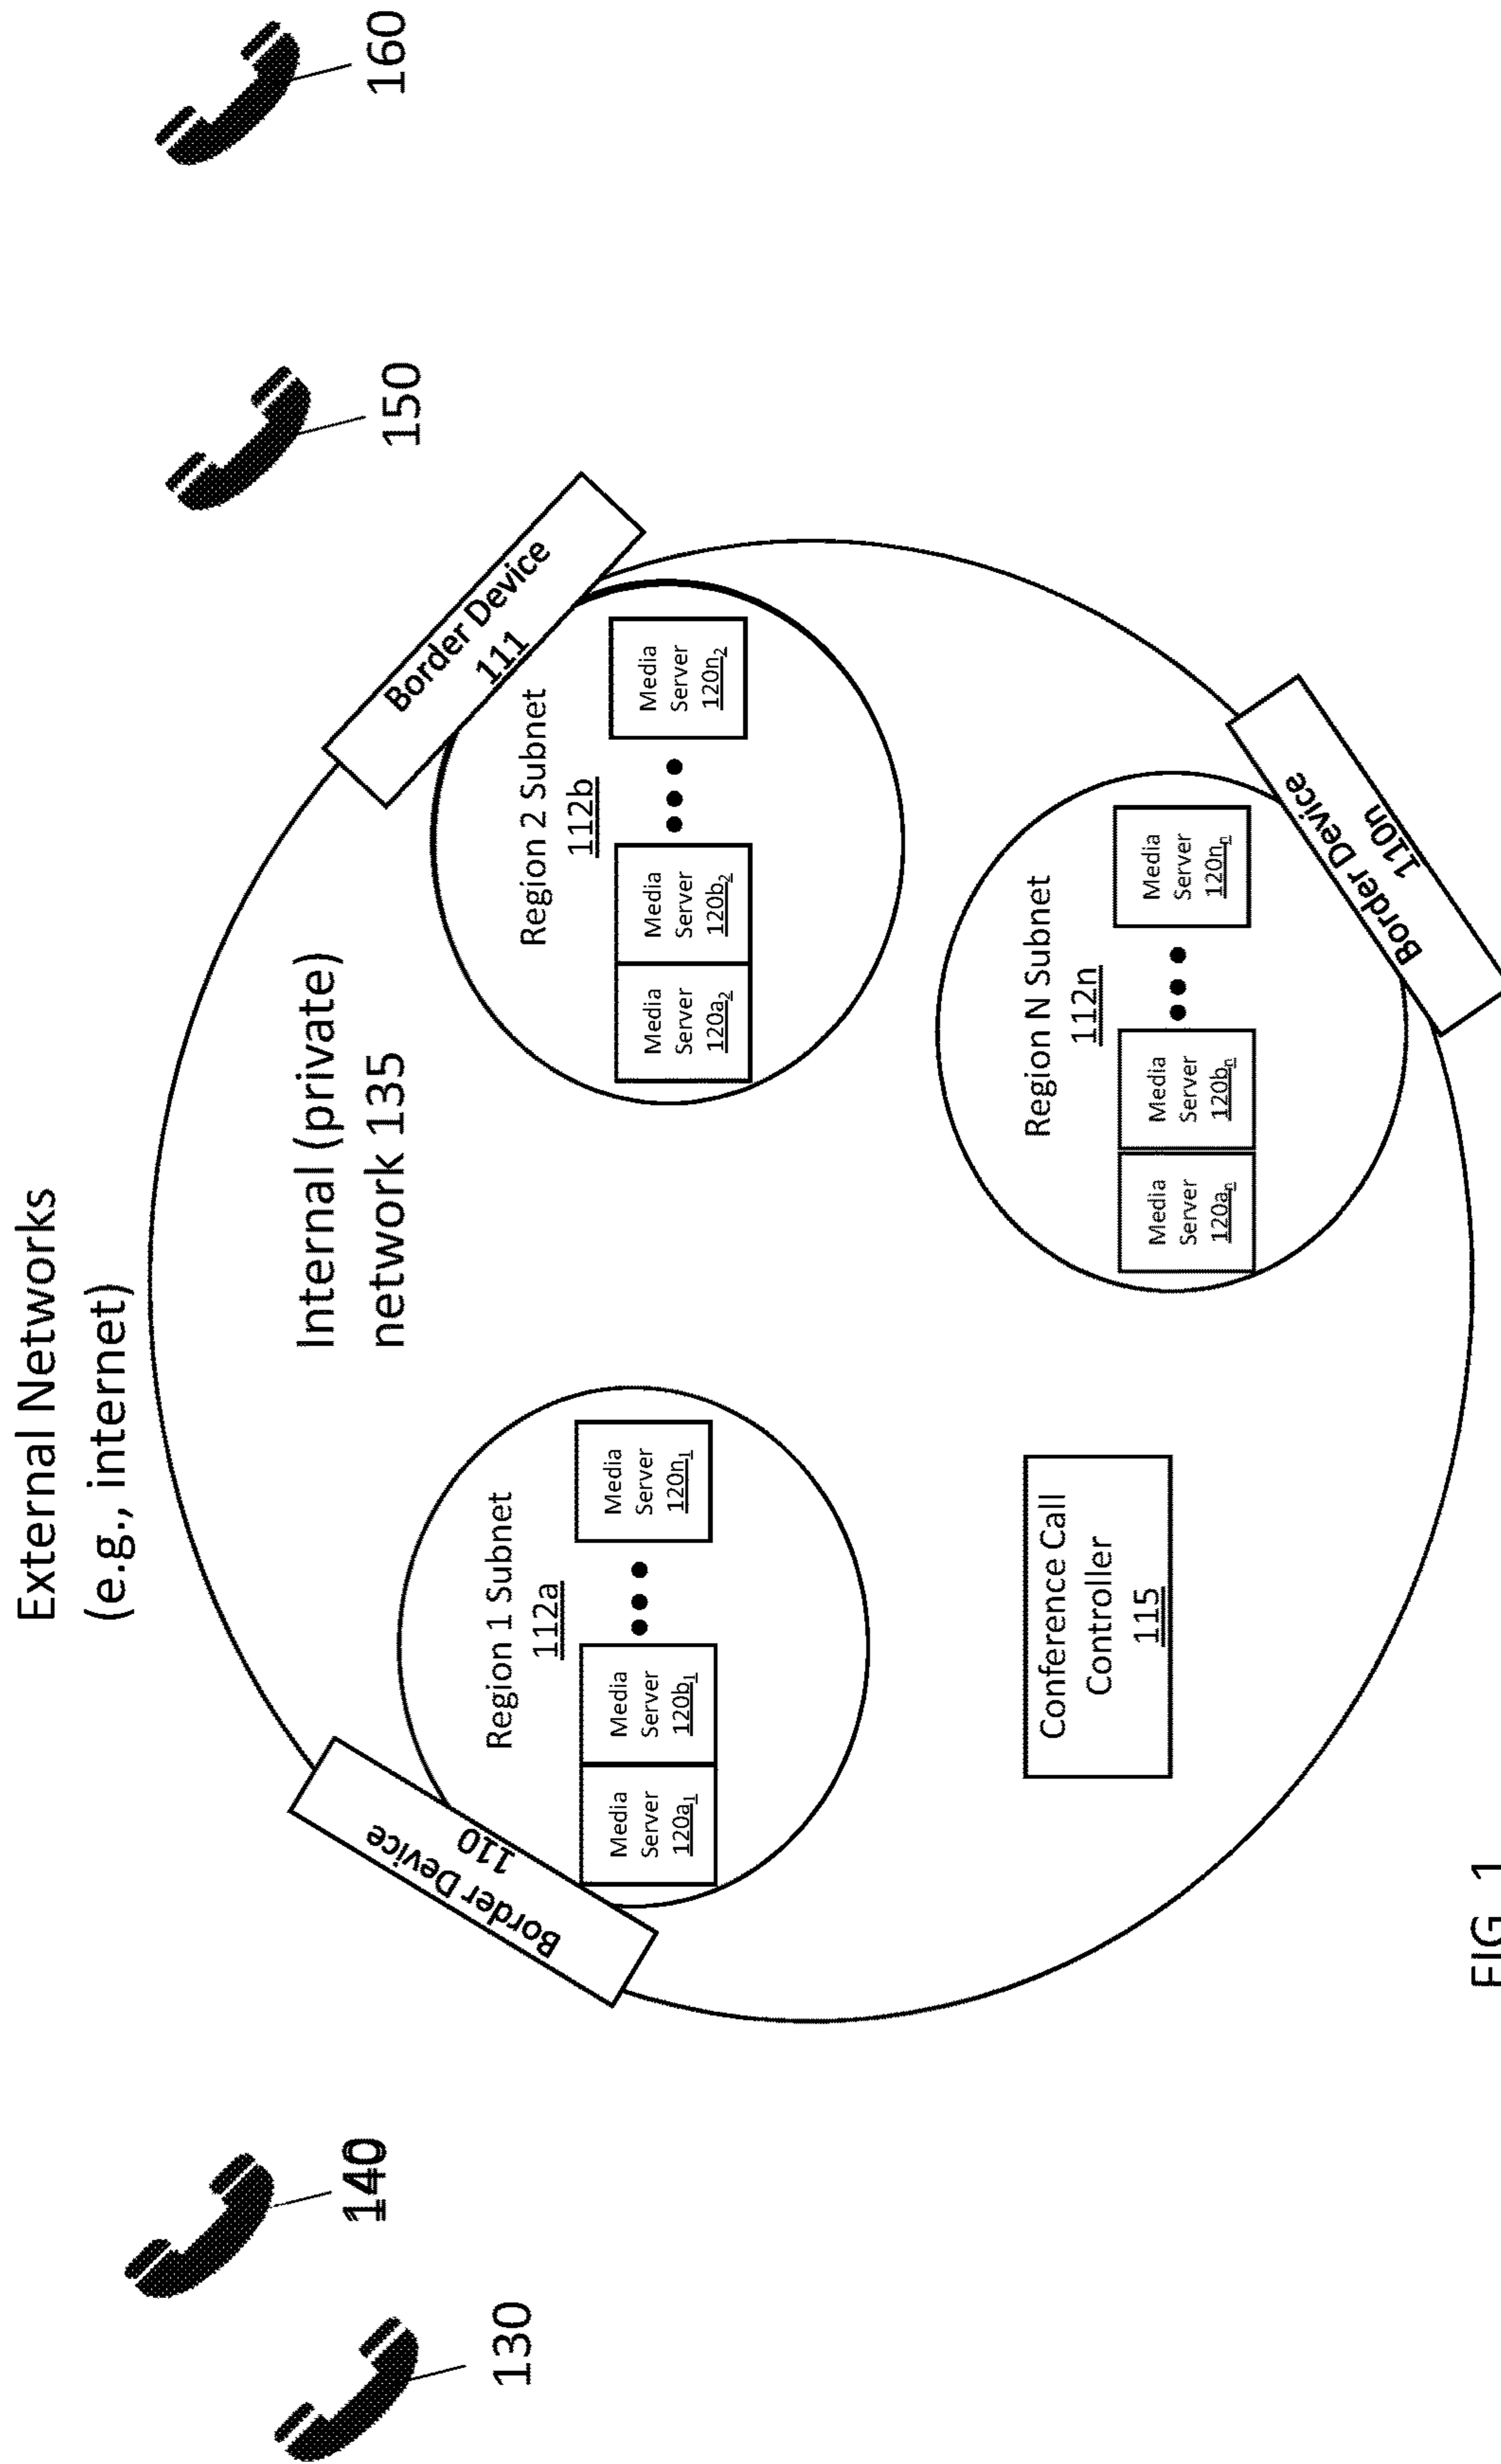 External Networks
(e.g., internet)
140
130
150
160
Internal (private)
network 135
Border Device
110
Region 1 Subnet
112a
Media
Server
120a1
Media
Server
120b1
Media
Server
120n1
Border Device
111
Region 2 Subnet
112b
Media
Server
120a2
Media
Server
120b2
Media
Server
120n2
Conference Call
Controller
115
Region N Subnet
112n
Media
Server
120an
Media
Server
120bn
Media
Server
120nn
Border Device
110n
FIG. 1